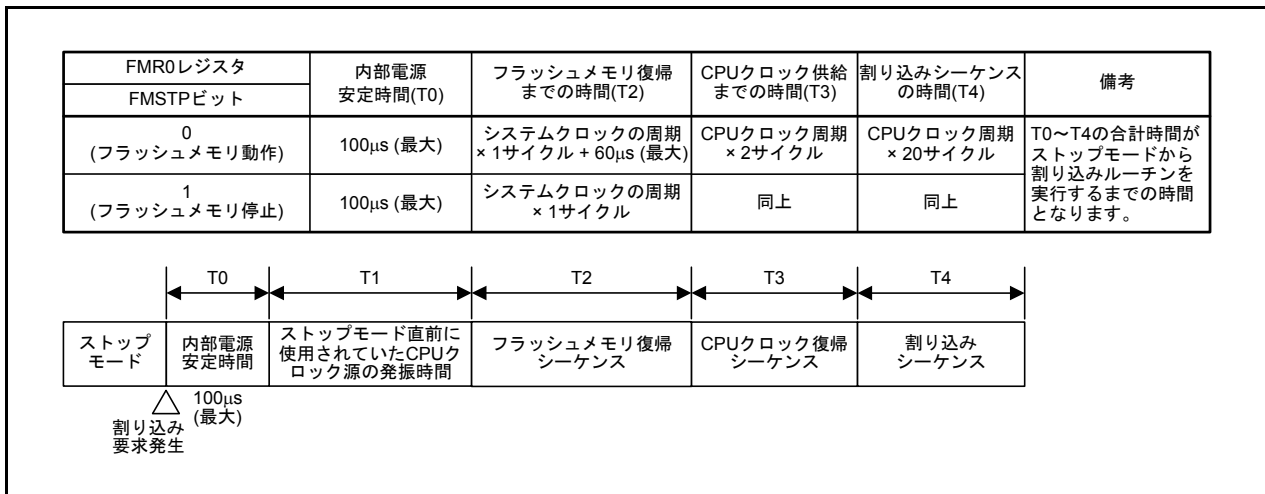 FMR0レジスタ
FMSTPビット
内部電源
安定時間(T0)
フラッシュメモリ復帰
までの時間(T2)
CPUクロック供給
までの時間(T3)
割り込みシーケンス
の時間(T4)
備考
0
(フラッシュメモリ動作)
100μs (最大)
システムクロックの周期
× 1サイクル + 60μs (最大)
CPUクロック周期
× 2サイクル
CPUクロック周期
× 20サイクル
T0～T4の合計時間が
ストップモードから
割り込みルーチンを
実行するまでの時間
となります。
1
(フラッシュメモリ停止)
100μs (最大)
システムクロックの周期
× 1サイクル
同上
同上
T0
T1
T2
T3
T4
ストップ
モード
内部電源
安定時間
ストップモード直前に
使用されていたCPUク
ロック源の発振時間
フラッシュメモリ復帰
シーケンス
CPUクロック復帰
シーケンス
割り込み
シーケンス
100μs
(最大)
割り込み
要求発生